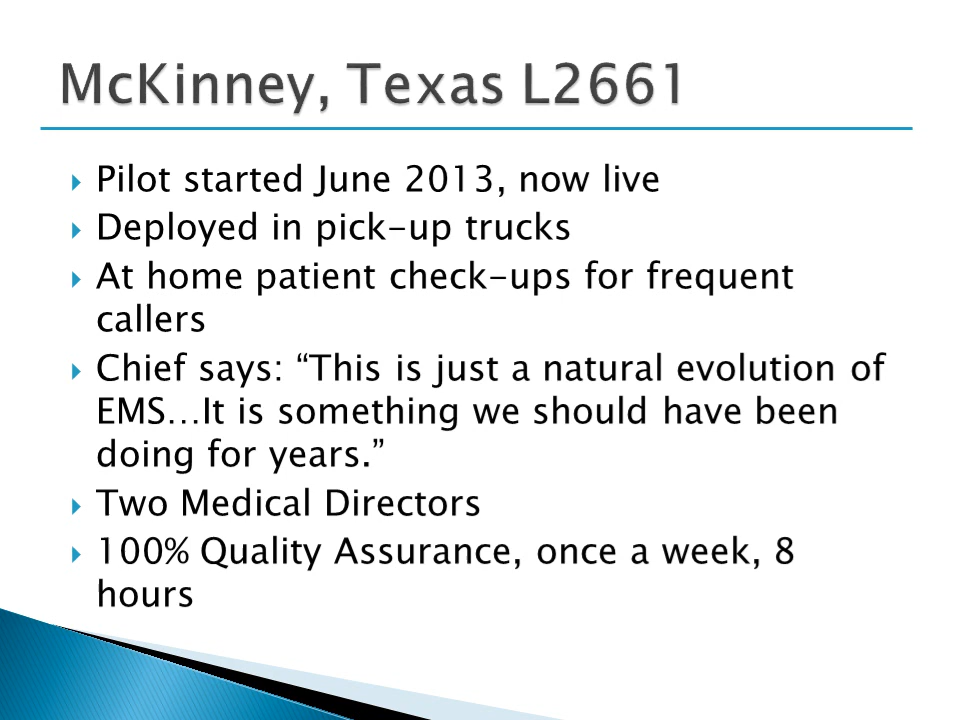 McKinney, Texas L2661
Pilot started June 2013, now live
Deployed in pick-up trucks
At home patient check-ups for frequent
callers
Chief says: “This is just a natural evolution of
EMS…It is something we should have been
doing for years.”
Two Medical Directors
100% Quality Assurance, once a week, 8
hours